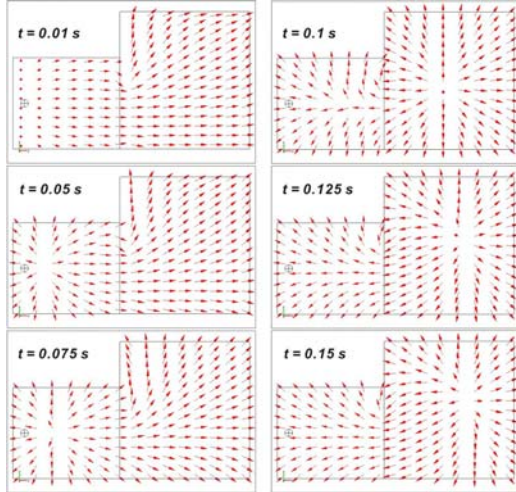 t = 0.01 s
t = 0.05 s
t = 0.075 s
t = 0.1 s
t = 0.125 s
t = 0.15 s